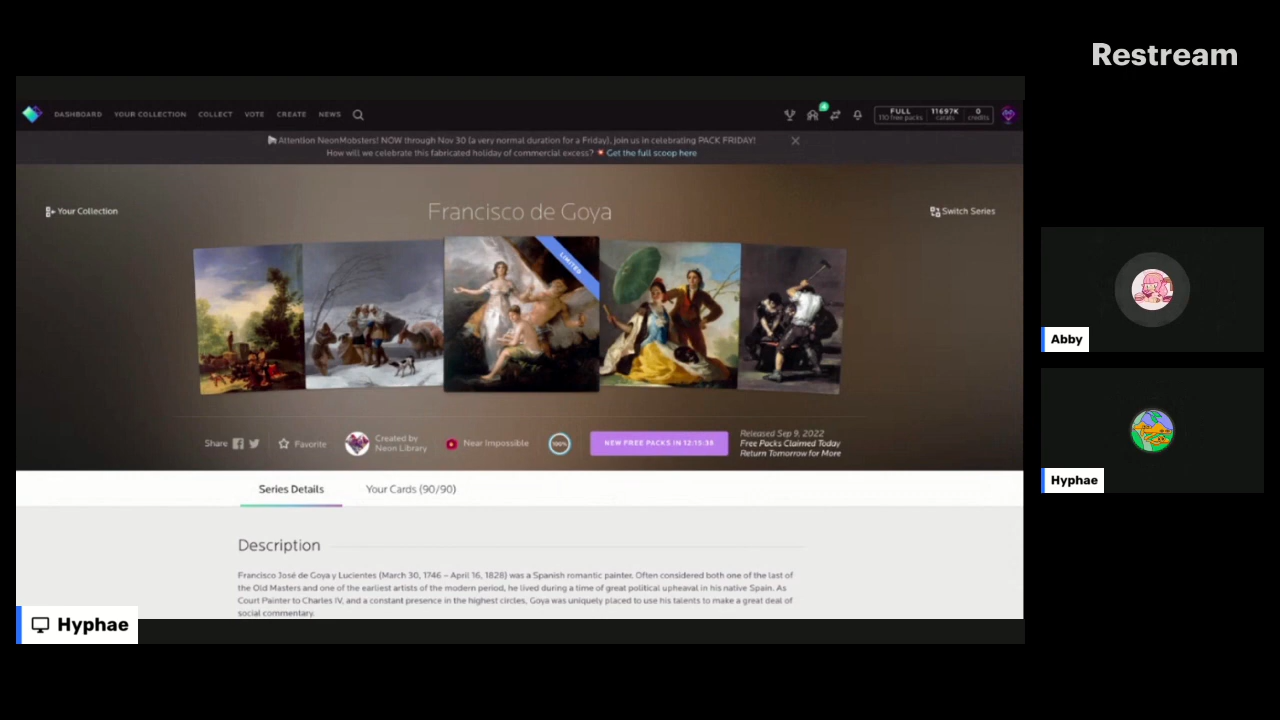 Restream
DASHBOARD YOUR COLLECTION COLLECT VOTE CREATE NEWS
4
FULL 11697K 0
110 free packs carats credits
Attention NeonMobsters! NOW through Nov 30 (a very normal duration for a Friday), join us in celebrating PACK FRIDAY!
How will we celebrate this fabricated holiday of commercial excess? Get the full scoop here
Your Collection
Francisco de Goya
Switch Series
LIMITED
Share
Favorite
Created by
Neon Library
Near Impossible
100%
NEW FREE PACKS IN 12:15:36
Released Sep 9, 2022
Free Packs Claimed Today
Return Tomorrow for More
Series Details Your Cards (90/90)
Description
Francisco José de Goya y Lucientes (March 30, 1746 – April 16, 1828) was a Spanish romantic painter. Often considered both one of the last of
the Old Masters and one of the earliest artists of the modern period, he lived during a time of great political upheaval in his native Spain. As
Court Painter to Charles IV, and a constant presence in the highest circles, Goya was uniquely placed to use his talents to make a great deal of
social commentary.
Hyphae
Abby
Hyphae